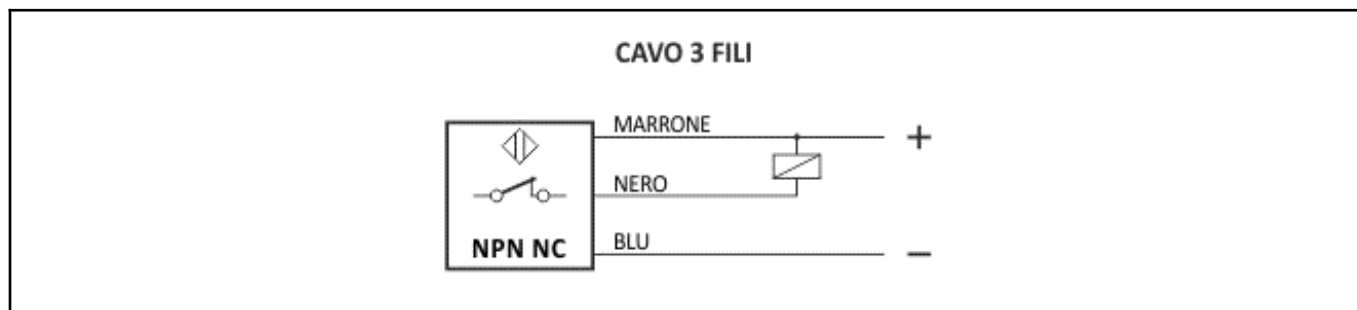 CAVO 3 FILI
MARRONE
+
NERO
NPN NC
BLU
−